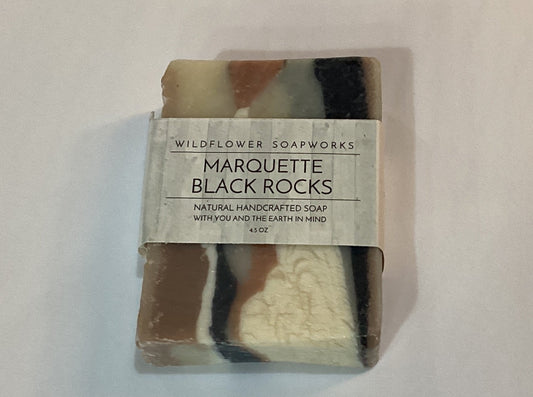 WILDFLOWER SOAPWORKS
MARQUETTE
BLACK ROCKS
NATURAL HANDCRAFTED SOAP
WITH YOU AND THE EARTH IN MIND
4.5 OZ